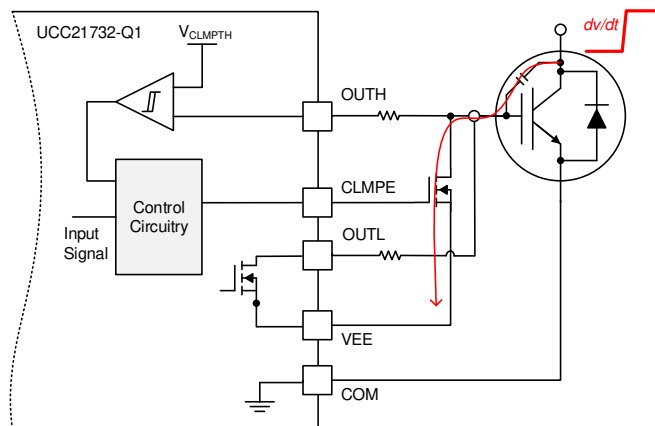 UCC21732-Q1
VCLMPTH
dv/dt
OUTH
CLMPE
Control
Circuitry
Input
Signal
OUTL
VEE
COM